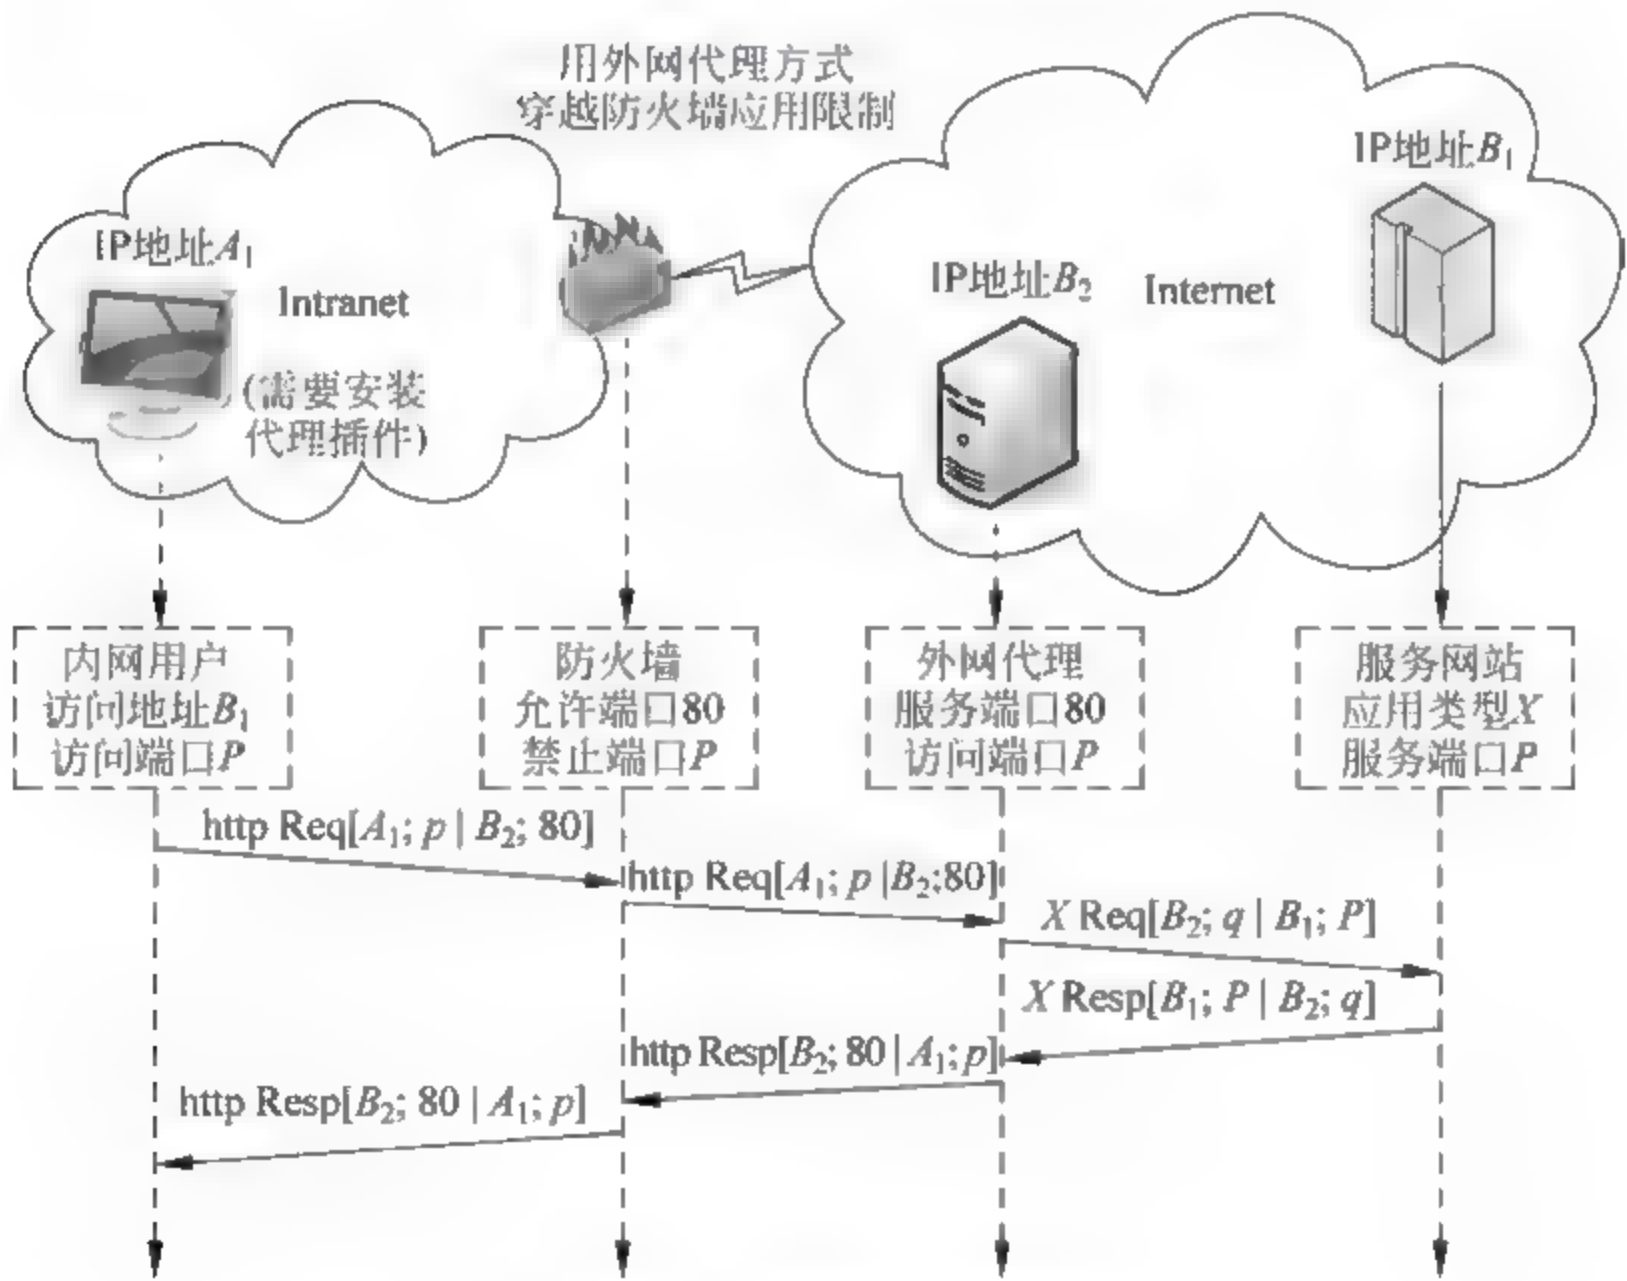 用外网代理方式
穿越防火墙应用限制
IP地址B₁
IP地址A₁
IP地址B₂
Internet
Intranet
(需要安装
代理插件)
内网用户
访问地址B₁
访问端口P
防火墙
允许端口80
禁止端口P
外网代理
服务端口80
访问端口P
服务网站
应用类型X
服务端口P
http Req[A₁; p | B₂; 80]
http Req[A₁; p |B₂;80]
X Req[B₂; q | B₁; P]
X Resp[B₁; P | B₂; q]
http Resp[B₂; 80 | A₁; p]
http Resp[B₂; 80 | A₁; p]